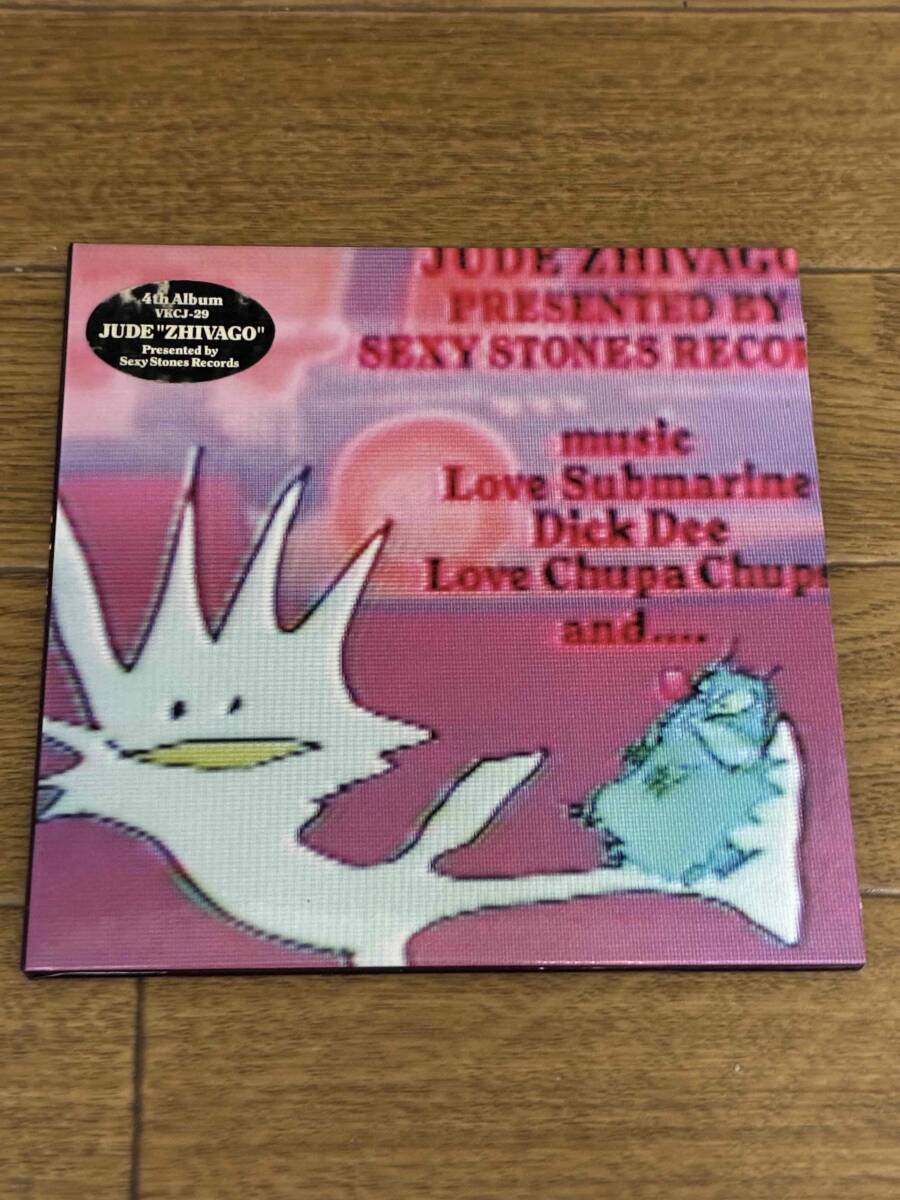 4th Album
VKCJ-29
JUDE "ZHIVAGO"
Presented by
Sexy Stones Records
JUDE ZHIVAGO
PRESENTED BY
SEXY STONES RECOR
music
Love Submarine
Dick Dee
Love Chupa Chups
and.....